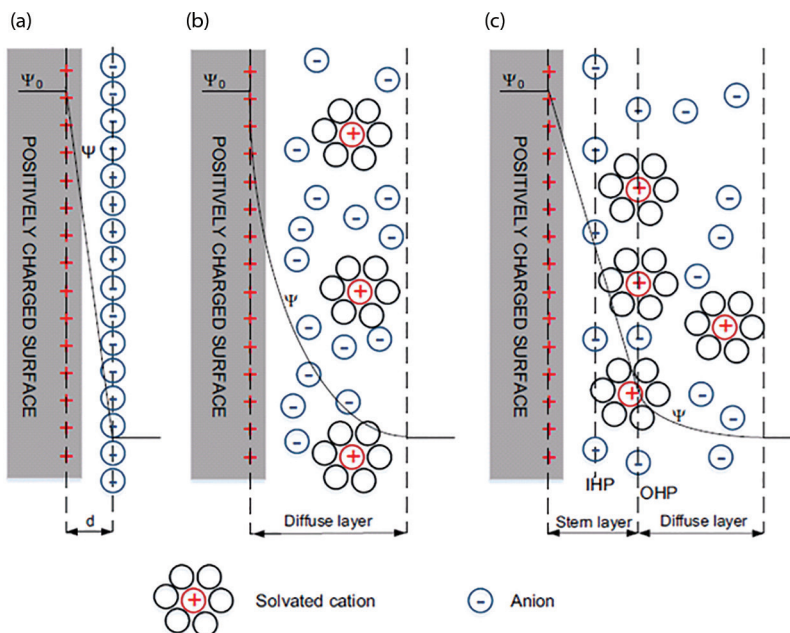 (a)
(b)
(c)
Ψ0
Ψ
POSITIVELY CHARGED SURFACE
d
Ψ0
Ψ
POSITIVELY CHARGED SURFACE
Diffuse layer
Ψ0
Ψ
POSITIVELY CHARGED SURFACE
IHP
OHP
Stern layer
Diffuse layer
Solvated cation
Anion